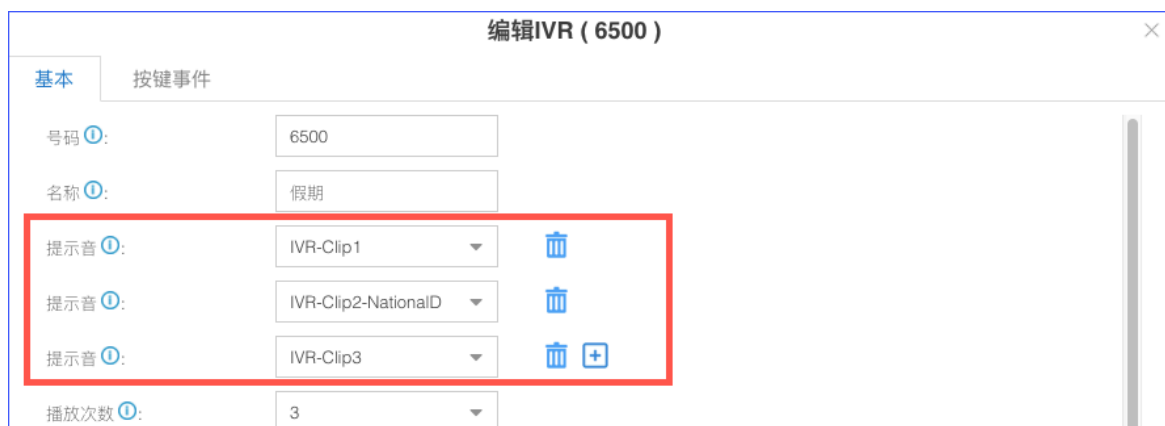 编辑IVR ( 6500 )
基本 按键事件
号码: 6500
名称: 假期
提示音: IVR-Clip1
提示音: IVR-Clip2-NationalD
提示音: IVR-Clip3
播放次数: 3